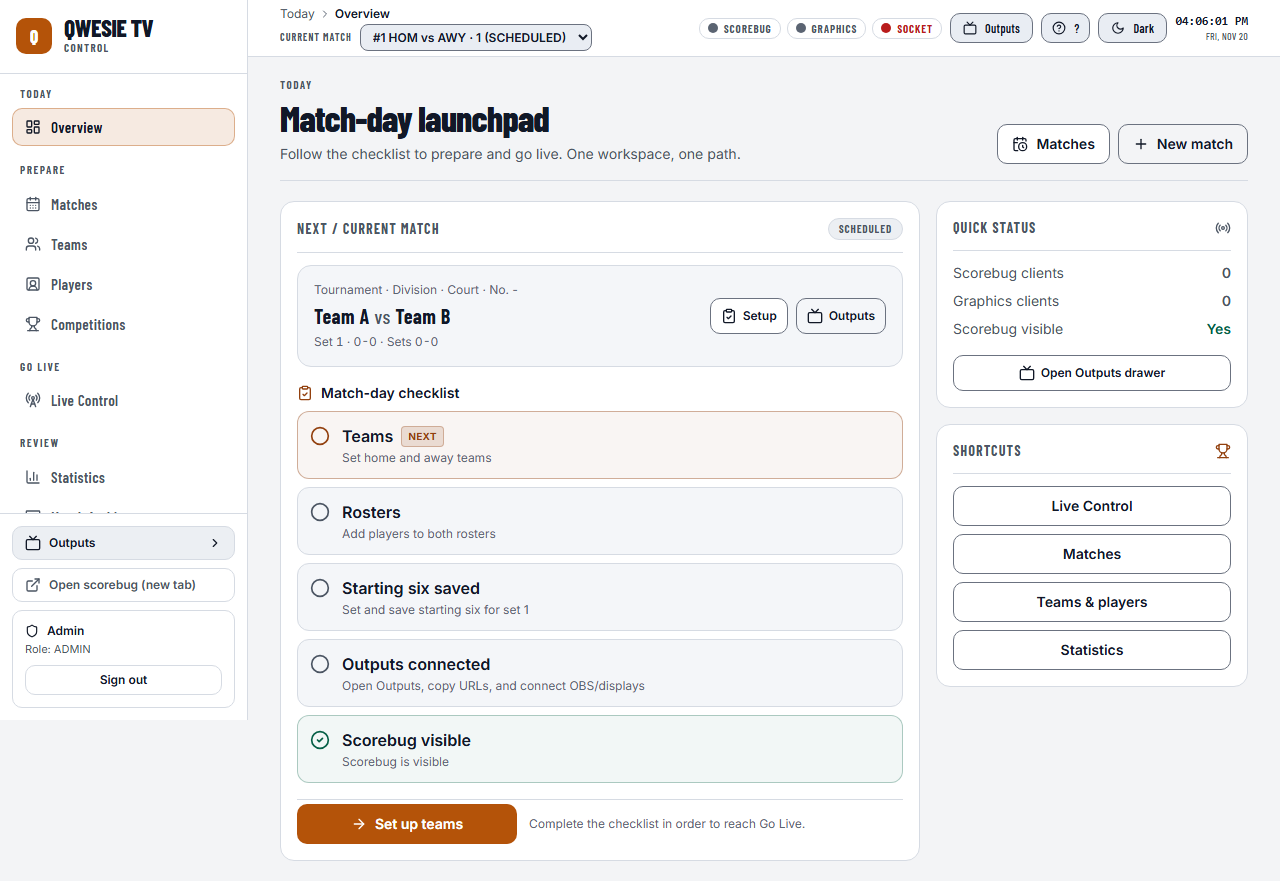 QWESIE TV
CONTROL
TODAY
Overview
PREPARE
Matches
Teams
Players
Competitions
GO LIVE
Live Control
REVIEW
Statistics
Outputs
Open scorebug (new tab)
Admin
Role: ADMIN
Sign out
Today > Overview
CURRENT MATCH #1 HOM vs AWY · 1 (SCHEDULED)
SCOREBUG GRAPHICS SOCKET Outputs ? Dark
04:06:01 PM
FRI, NOV 20
TODAY
Match-day launchpad
Follow the checklist to prepare and go live. One workspace, one path.
Matches New match
NEXT / CURRENT MATCH SCHEDULED
Tournament · Division · Court · No. -
Team A vs Team B
Set 1 · 0-0 · Sets 0-0
Setup Outputs
Match-day checklist
Teams NEXT
Set home and away teams
Rosters
Add players to both rosters
Starting six saved
Set and save starting six for set 1
Outputs connected
Open Outputs, copy URLs, and connect OBS/displays
Scorebug visible
Scorebug is visible
Set up teams Complete the checklist in order to reach Go Live.
QUICK STATUS
Scorebug clients 0
Graphics clients 0
Scorebug visible Yes
Open Outputs drawer
SHORTCUTS
Live Control
Matches
Teams & players
Statistics